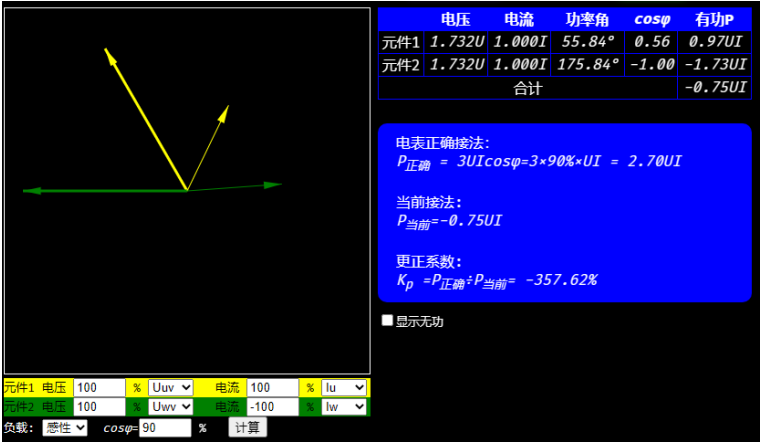 电压 电流 功率角 cosφ 有功P
元件1 1.732U 1.000I 55.84° 0.56 0.97UI
元件2 1.732U 1.000I 175.84° -1.00 -1.73UI
合计 -0.75UI
电表正确接法:
P正确 = 3UIcosφ=3×90%×UI = 2.70UI
当前接法:
P当前=-0.75UI
更正系数:
Kp =P正确÷P当前= -357.62%
显示无功
元件1 电压 100 % Uuv 电流 100 % Iu
元件2 电压 100 % Uwv 电流 -100 % Iw
负载: 感性 cosφ= 90 % 计算